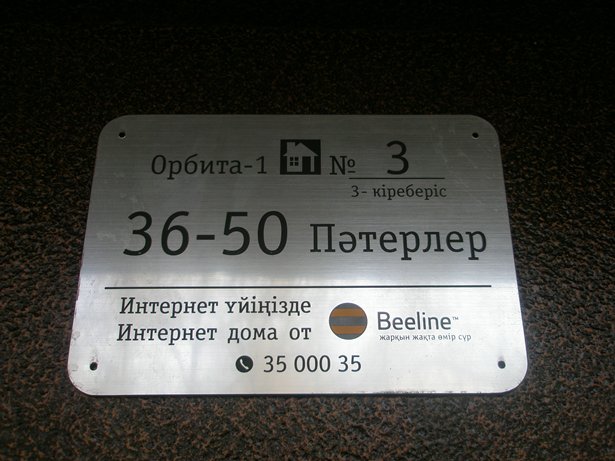 Орбита-1 № 3
3- кіреберіс
36-50 Пәтерлер
Интернет үйіңізде
Интернет дома от
Beeline™
жарқын жақта өмір сүр
35 000 35